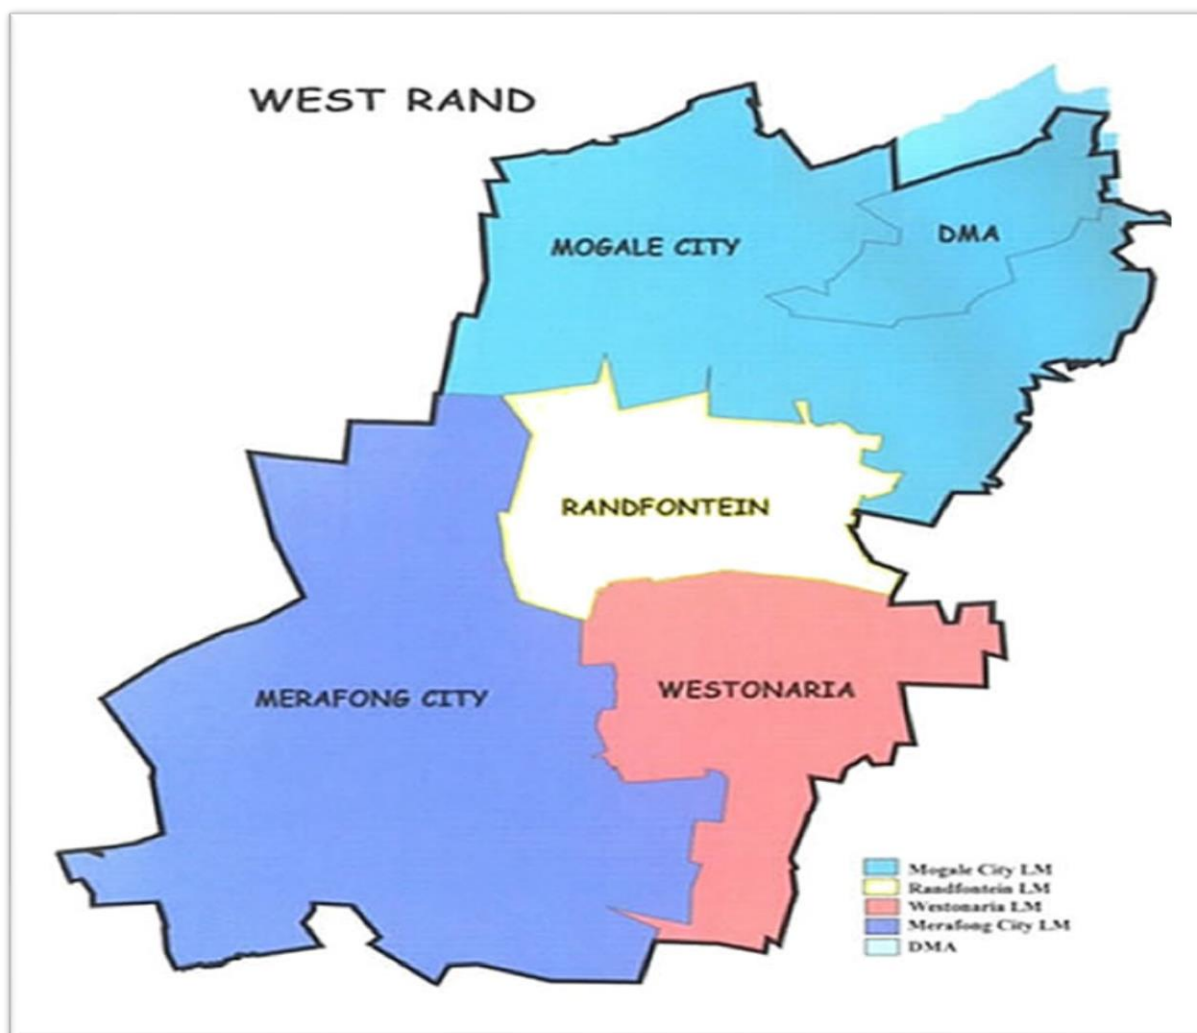 WEST RAND
MOGALE CITY
DMA
RANDFONTEIN
MERAFONG CITY
WESTONARIA
Mogale City LM
Randfontein LM
Westonaria LM
Merafong City LM
DMA